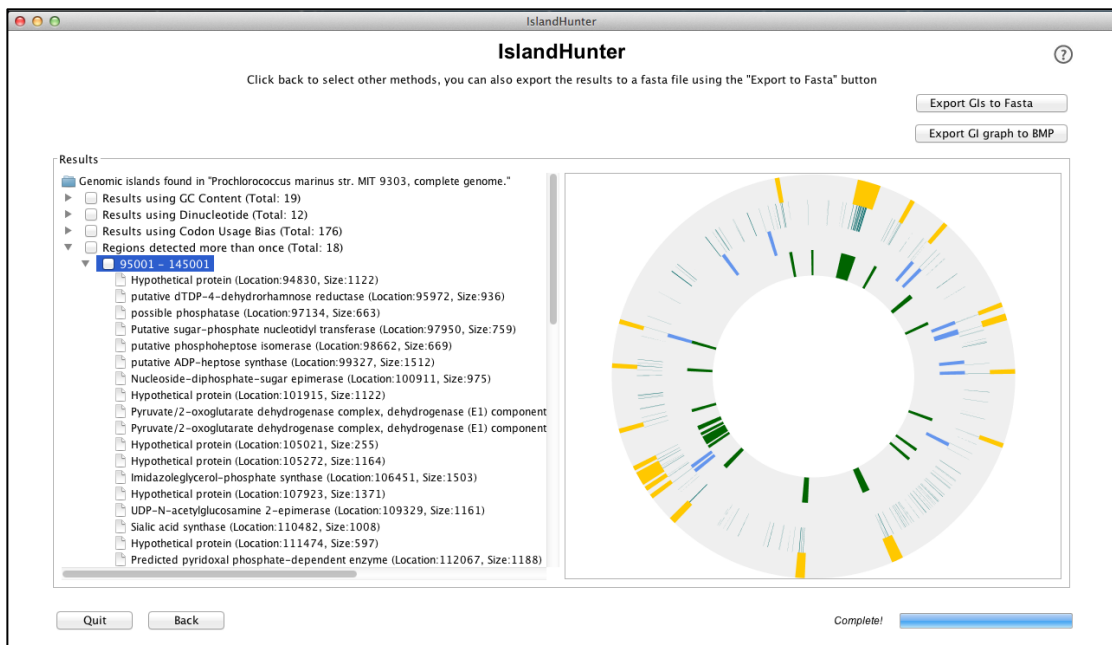 IslandHunter
IslandHunter
?
Click back to select other methods, you can also export the results to a fasta file using the "Export to Fasta" button
Export GIs to Fasta
Export GI graph to BMP
Results
Genomic islands found in "Prochlorococcus marinus str. MIT 9303, complete genome."
Results using GC Content (Total: 19)
Results using Dinucleotide (Total: 12)
Results using Codon Usage Bias (Total: 176)
Regions detected more than once (Total: 18)
95001 - 145001
Hypothetical protein (Location:94830, Size:1122)
putative dTDP-4-dehydrorhamnose reductase (Location:95972, Size:936)
possible phosphatase (Location:97134, Size:663)
Putative sugar-phosphate nucleotidyl transferase (Location:97950, Size:759)
putative phosphoheptose isomerase (Location:98662, Size:669)
putative ADP-heptose synthase (Location:99327, Size:1512)
Nucleoside-diphosphate-sugar epimerase (Location:100911, Size:975)
Hypothetical protein (Location:101915, Size:1122)
Pyruvate/2-oxoglutarate dehydrogenase complex, dehydrogenase (E1) component
Pyruvate/2-oxoglutarate dehydrogenase complex, dehydrogenase (E1) component
Hypothetical protein (Location:105021, Size:255)
Hypothetical protein (Location:105272, Size:1164)
Imidazoleglycerol-phosphate synthase (Location:106451, Size:1503)
Hypothetical protein (Location:107923, Size:1371)
UDP-N-acetylglucosamine 2-epimerase (Location:109329, Size:1161)
Sialic acid synthase (Location:110482, Size:1008)
Hypothetical protein (Location:111474, Size:597)
Predicted pyridoxal phosphate-dependent enzyme (Location:112067, Size:1188)
Quit
Back
Complete!